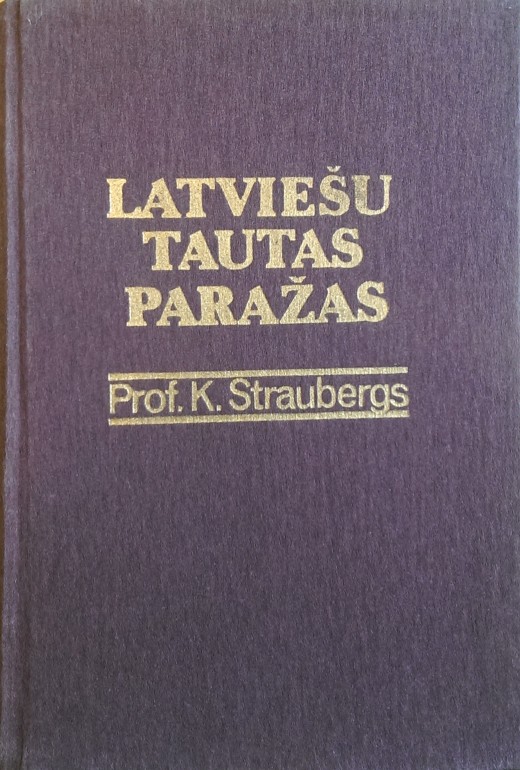 LATVIEŠU
TAUTAS
PARAŽAS
Prof. K. Straubergs